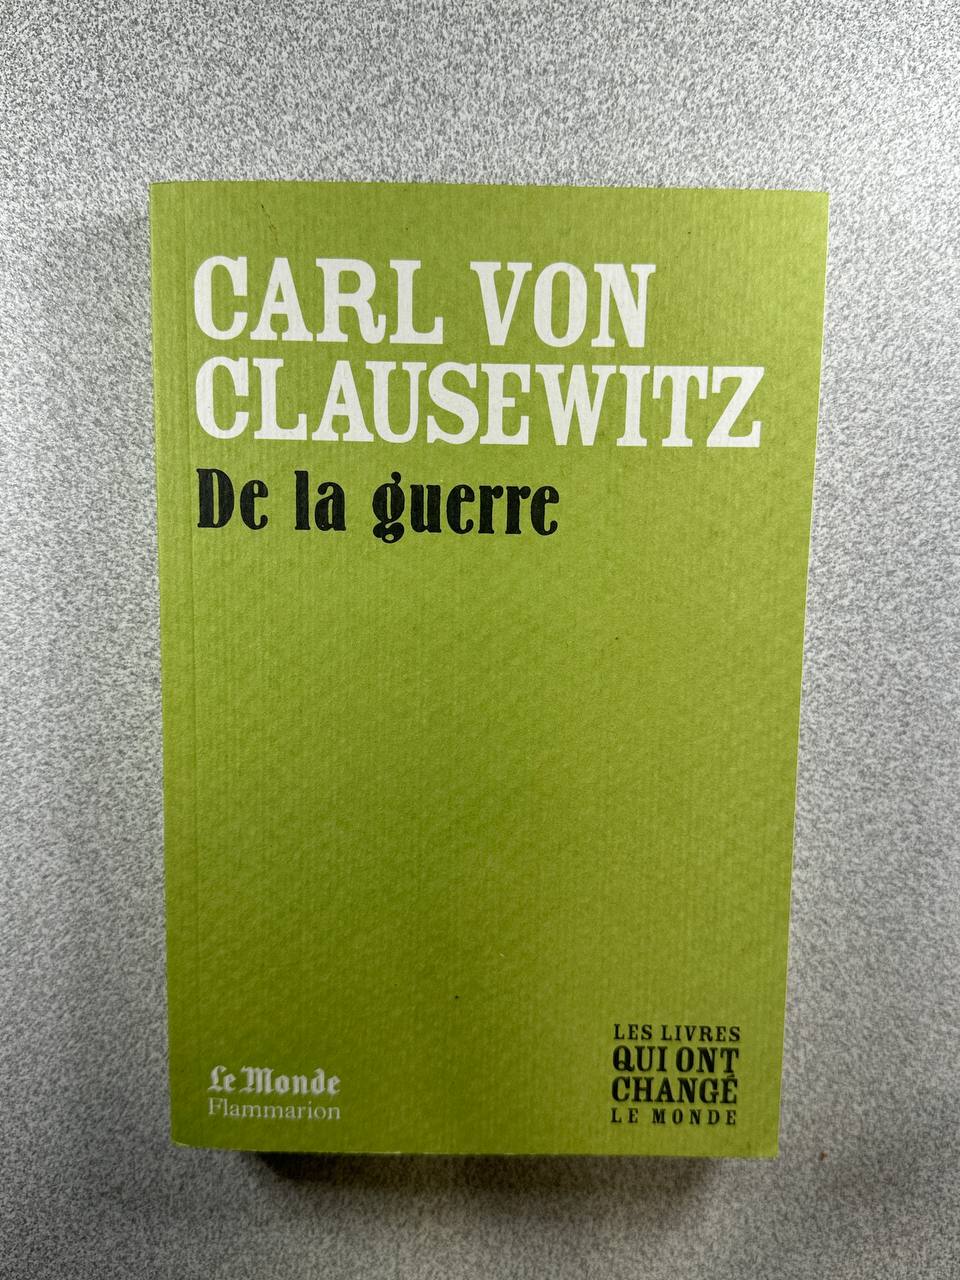 CARL VON
CLAUSEWITZ
De la guerre
LES LIVRES
QUI ONT
CHANGÉ
LE MONDE
Le Monde
Flammarion